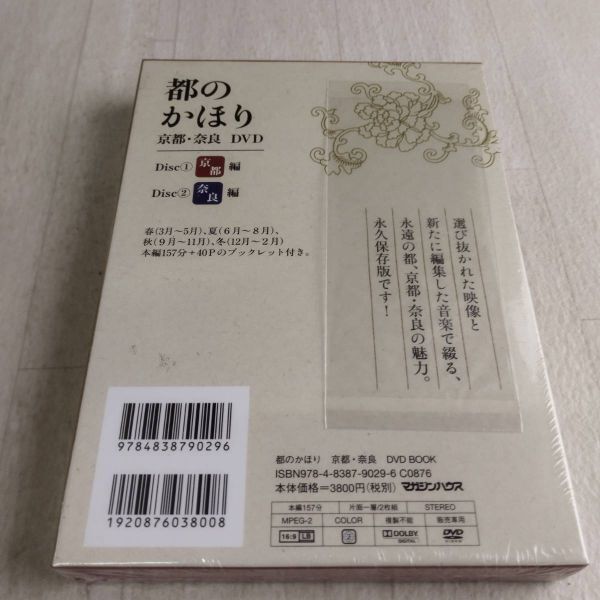 都の
かほり
京都・奈良 DVD
Disc① 京都 編
Disc② 奈良 編
春(3月〜5月)、夏(6月〜8月)、
秋(9月〜11月)、冬(12月〜2月)
本編157分+40Pのブックレット付き。
選び抜かれた映像と
新たに編集した音楽で綴る、
永遠の都、京都・奈良の魅力。
永久保存版です!
9784838790296
1920876038008
都のかほり 京都・奈良 DVD BOOK
ISBN978-4-8387-9029-6 C0876
本体価格=3800円(税別) マガジンハウス
本編157分 片面一層/2枚組 STEREO
MPEG-2 COLOR 複製不能 販売専用
16:9 LB 2 DOLBY DIGITAL DVD VIDEO